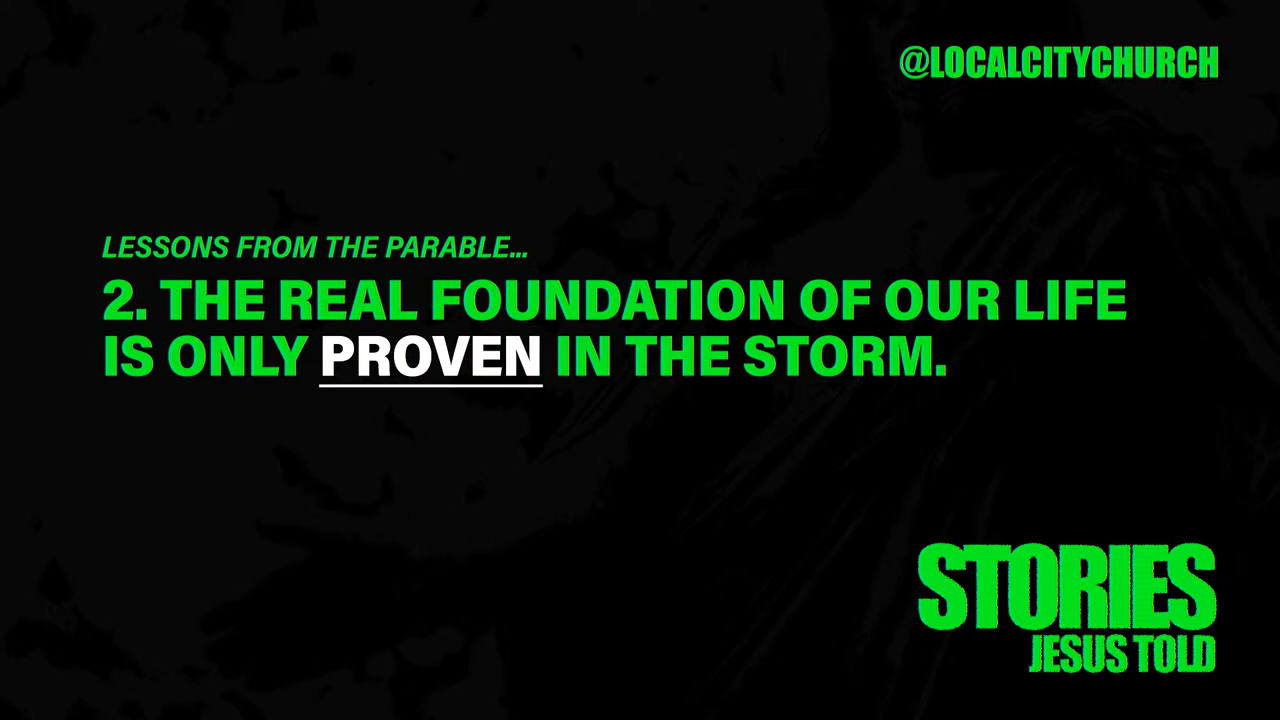 @LOCALCITYCHURCH
LESSONS FROM THE PARABLE...
2. THE REAL FOUNDATION OF OUR LIFE
IS ONLY PROVEN IN THE STORM.
STORIES
JESUS TOLD